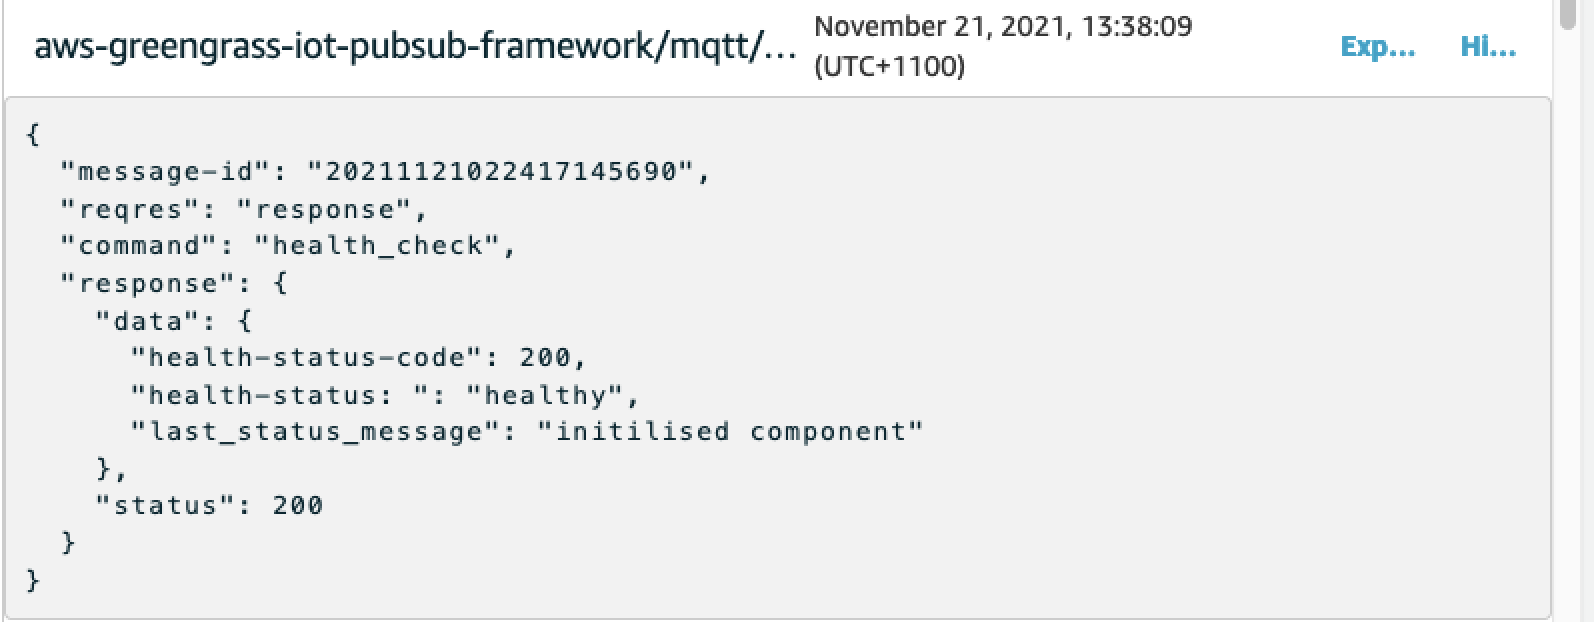 aws-greengrass-iot-pubsub-framework/mqtt/...
November 21, 2021, 13:38:09
(UTC+1100)
Exp...
Hi...
{
  "message-id": "20211121022417145690",
  "reqres": "response",
  "command": "health_check",
  "response": {
    "data": {
      "health-status-code": 200,
      "health-status: ": "healthy",
      "last_status_message": "initilised component"
    },
    "status": 200
  }
}